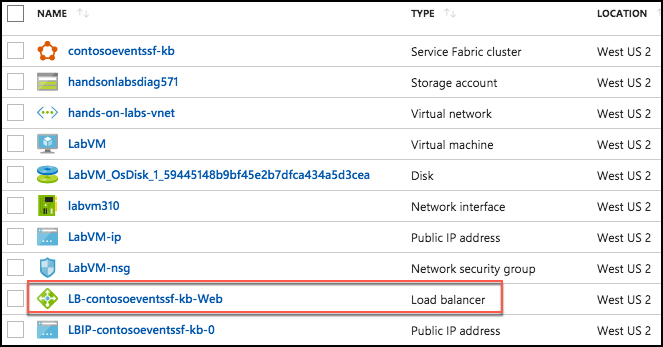 NAME TYPE LOCATION
contosoeventssf-kb Service Fabric cluster West US 2
handsonlabsdiag571 Storage account West US 2
hands-on-labs-vnet Virtual network West US 2
LabVM Virtual machine West US 2
LabVM_OsDisk_1_59445148b9bf45e2b7dfca434a5d3cea Disk West US 2
labvm310 Network interface West US 2
LabVM-ip Public IP address West US 2
LabVM-nsg Network security group West US 2
LB-contosoeventssf-kb-Web Load balancer West US 2
LBIP-contosoeventssf-kb-0 Public IP address West US 2